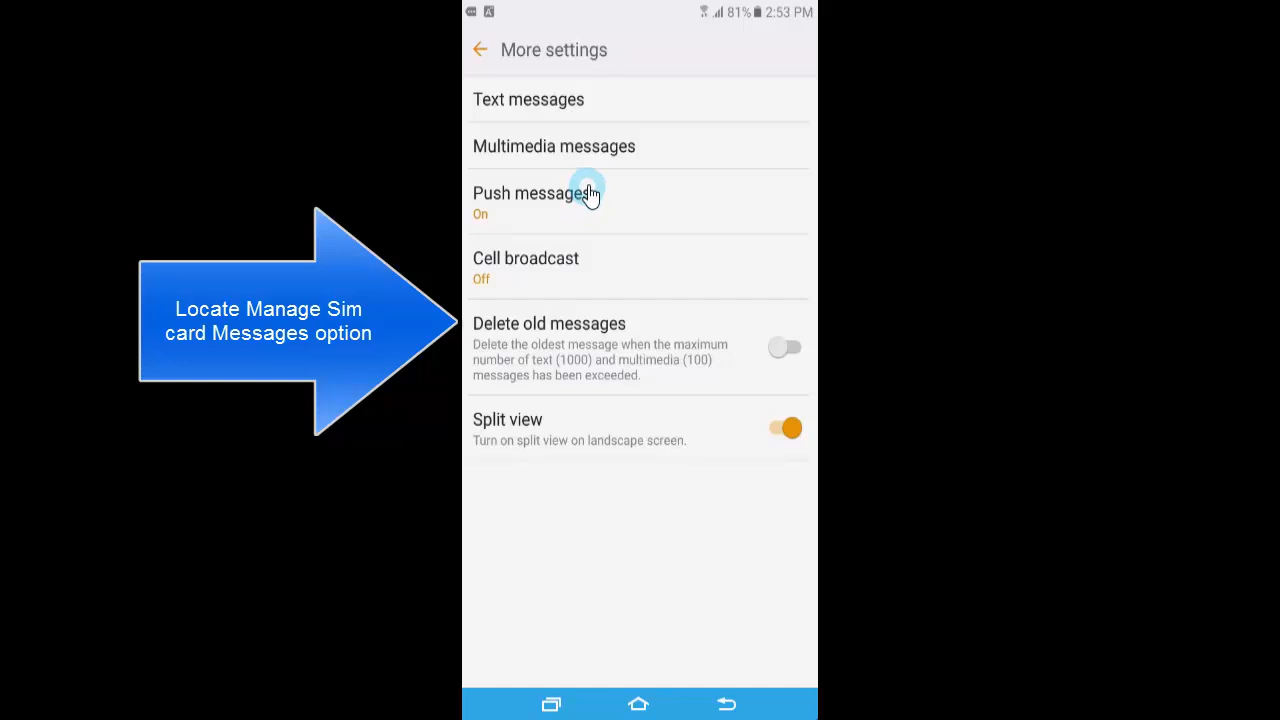 81% 2:53 PM
More settings
Text messages
Multimedia messages
Push messages
On
Cell broadcast
Off
Locate Manage Sim
card Messages option
Delete old messages
Delete the oldest message when the maximum
number of text (1000) and multimedia (100)
messages has been exceeded.
Split view
Turn on split view on landscape screen.